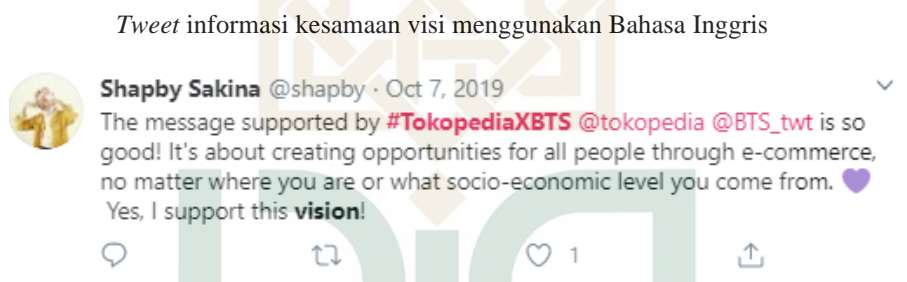 Tweet informasi kesamaan visi menggunakan Bahasa Inggris
Shapby Sakina @shapby · Oct 7, 2019
The message supported by #TokopediaXBTS @tokopedia @BTS_twt is so
good! It's about creating opportunities for all people through e-commerce,
no matter where you are or what socio-economic level you come from. 💜
Yes, I support this vision!
1